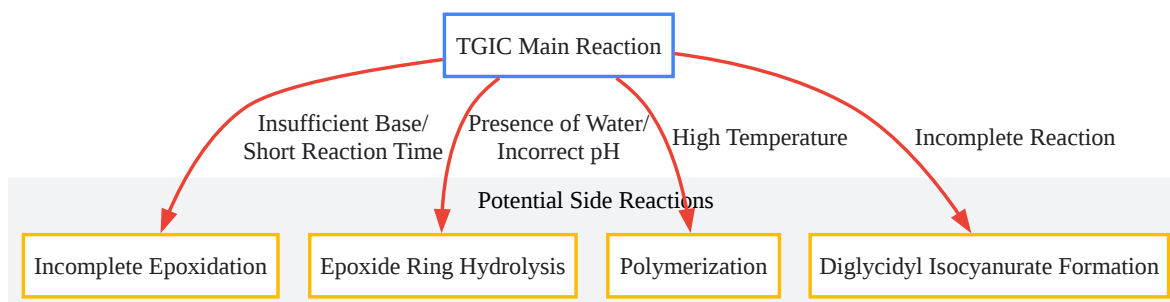 TGIC Main Reaction
Insufficient Base/
Short Reaction Time
Presence of Water/
Incorrect pH
High Temperature
Incomplete Reaction
Potential Side Reactions
Incomplete Epoxidation
Epoxide Ring Hydrolysis
Polymerization
Diglycidyl Isocyanurate Formation